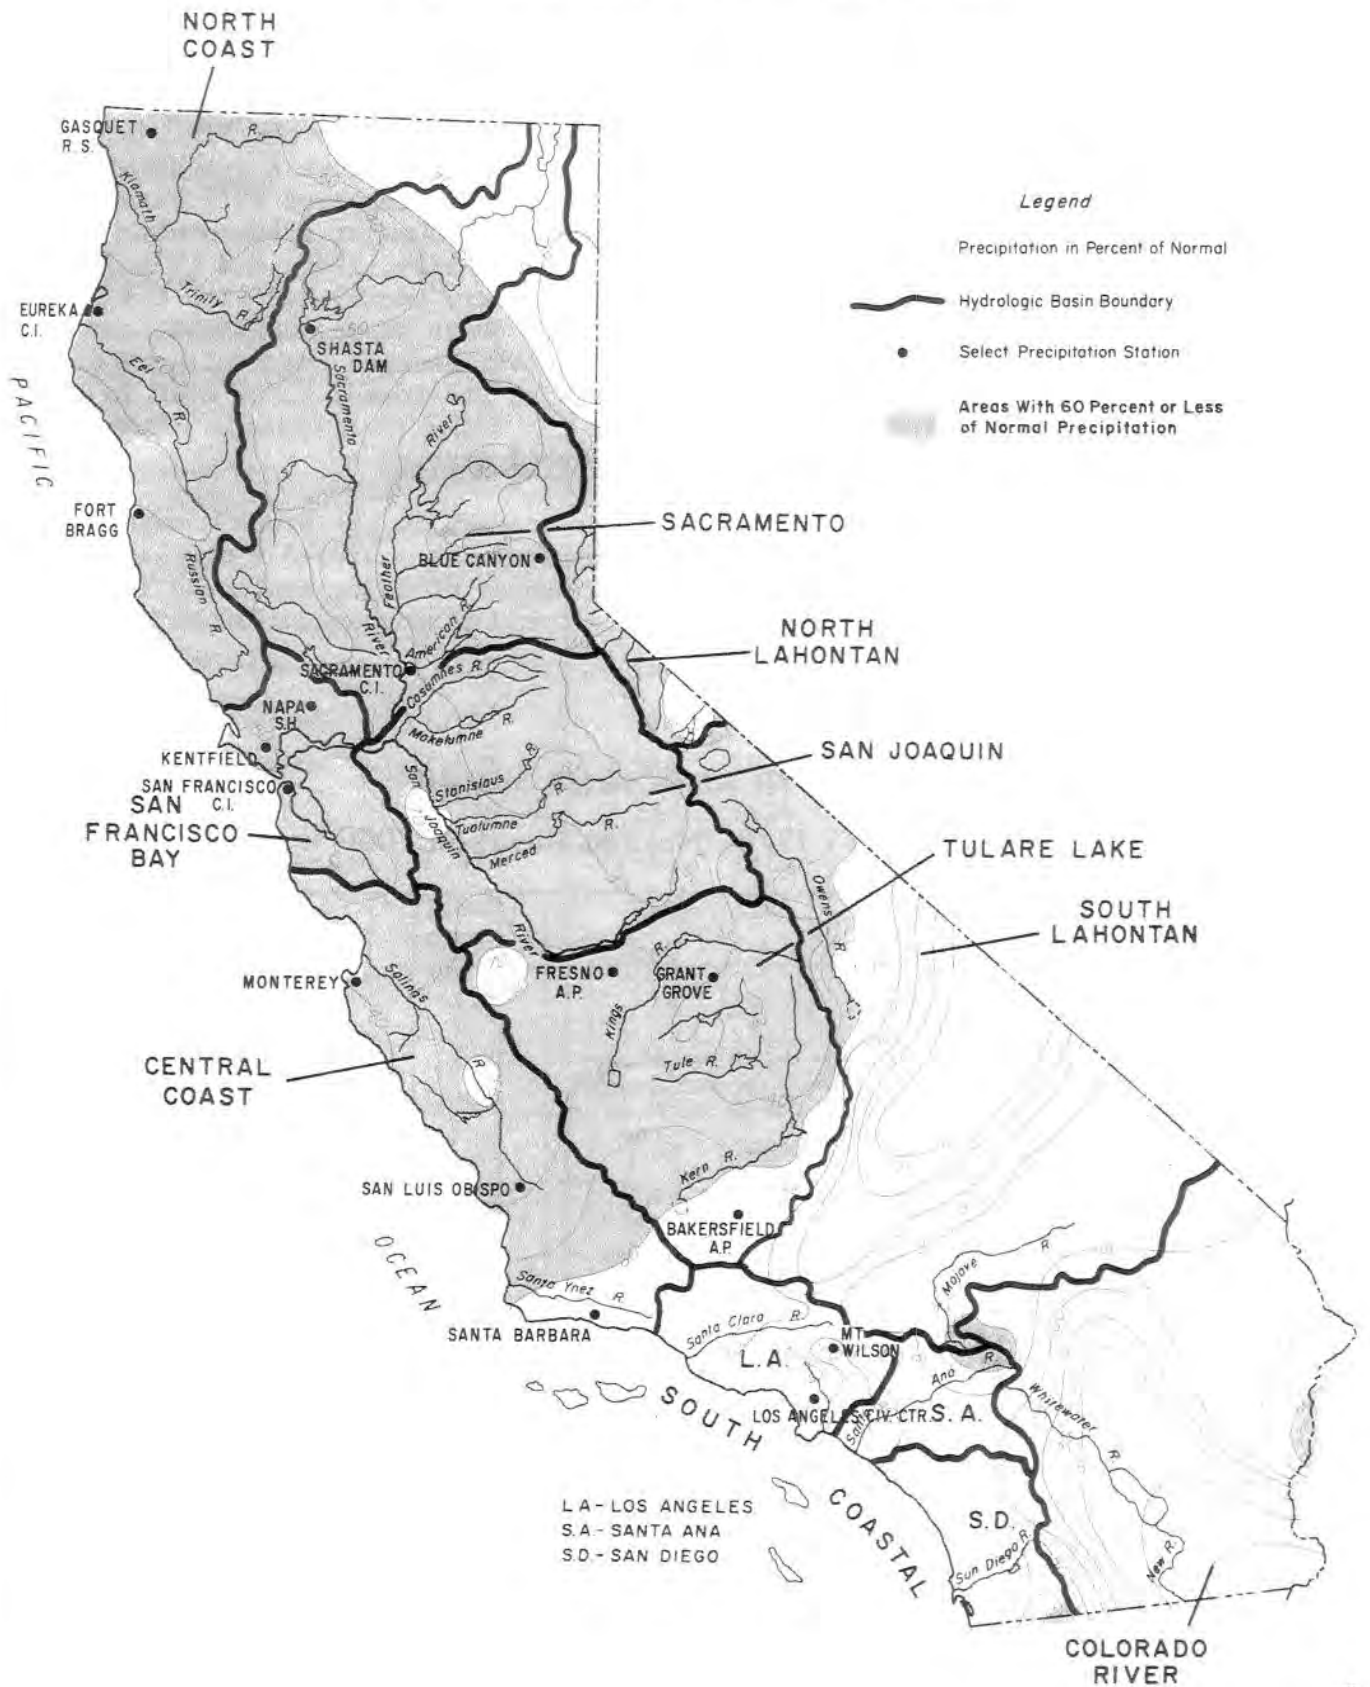 NORTH
COAST
GASQUET
R. S.
R.
Klamath
Trinity
R.
EURKA
C.I.
Eel
R.
SHASTA
DAM
Sacramento
River
PACIFIC
Legend
Precipitation in Percent of Normal
Hydrologic Basin Boundary
Select Precipitation Station
Areas With 60 Percent or Less
of Normal Precipitation
FORT
BRAGG
Russian
R.
River
Feather
BLUE CANYON
SACRAMENTO
American R.
SACRAMENTO
C.I.
Cosumnes R.
NORTH
LAHONTAN
NAPA
S.H.
Mokelumne R.
KENTFIELD
SAN FRANCISCO
C.I.
SAN
FRANCISCO
BAY
San
Joaquin
River
Stanislaus R.
Tuolumne R.
Merced R.
SAN JOAQUIN
TULARE LAKE
Owens
R.
SOUTH
LAHONTAN
MONTEREY
Salinas
R.
FRESNO
A.P.
GRANT
GROVE
Kings
R.
Tule R.
CENTRAL
COAST
SAN LUIS OBISPO
Kern R.
BAKERSFIELD
A.P.
OCEAN
Santa Ynez R.
SANTA BARBARA
Santa Clara R.
L.A.
MT.
WILSON
Mojave R.
LOS ANGELES CIV. CTR.
Santa
Ana
R.
S. A.
Whitewater
R.
SOUTH
COASTAL
S.D.
San Diego R.
New R.
L A - LOS ANGELES
S.A - SANTA ANA
S.D. - SAN DIEGO
COLORADO
RIVER